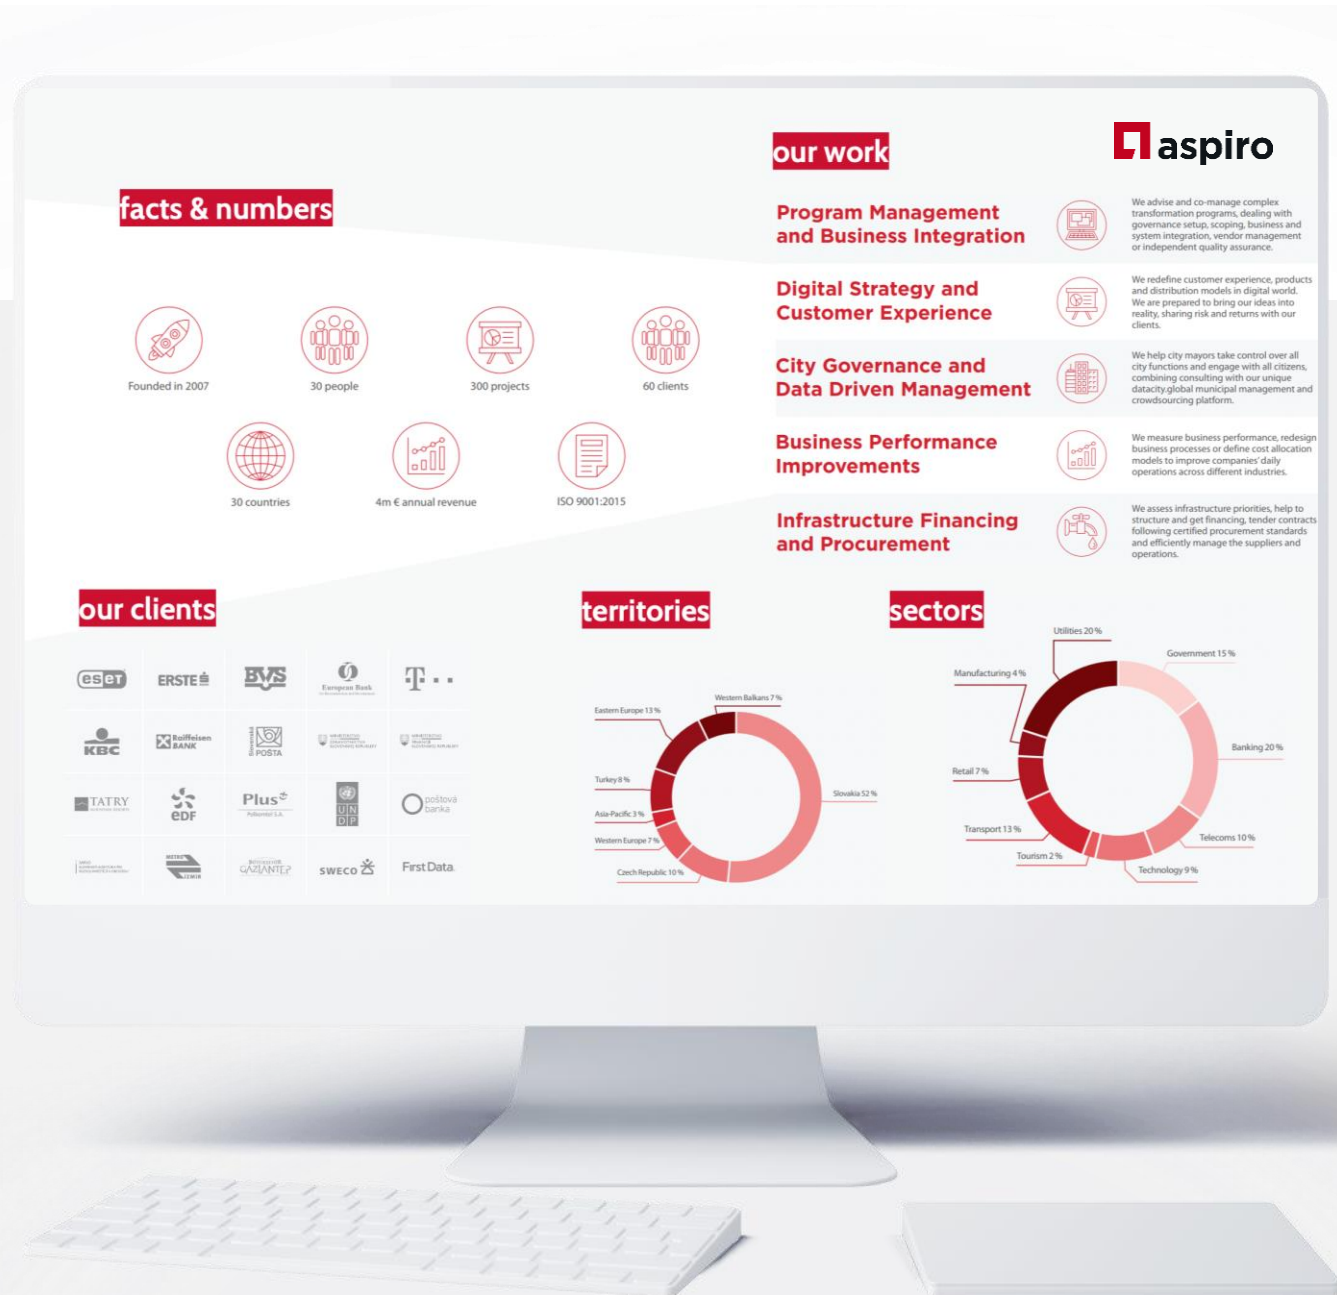 our work
aspiro
facts & numbers
Program Management
and Business Integration
We advise and co-manage complex
transformation programs, dealing with
governance setup, scoping, business and
system integration, vendor management
or independent quality assurance.
Digital Strategy and
Customer Experience
We redefine customer experience, products
and distribution models in digital world.
We are prepared to bring our ideas into
reality, sharing risk and returns with our
clients.
City Governance and
Data Driven Management
We help city mayors take control over all
city functions and engage with all citizens,
combining consulting with our unique
datacity.global municipal management and
crowdsourcing platform.
Business Performance
Improvements
We measure business performance, redesign
business processes or define cost allocation
models to improve companies' daily
operations across different industries.
Infrastructure Financing
and Procurement
We assess infrastructure priorities, help to
structure and get financing, tender contracts
following certified procurement standards
and efficiently manage the suppliers and
operations.
Founded in 2007
30 people
300 projects
60 clients
30 countries
4m € annual revenue
ISO 9001:2015
our clients
eset
ERSTE
BVS
European Bank
T
KBC
Raiffeisen
BANK
Slovenská
POŠTA
TATRY
eDF
Plus
Polkomtel S.A.
UN
DP
poštová
banka
METRO
İZMİR
GAZİANTEP
SWECO
First Data.
territories
Western Balkans 7 %
Eastern Europe 13 %
Turkey 8 %
Asia-Pacific 3 %
Western Europe 7 %
Czech Republic 10 %
Slovakia 52 %
sectors
Utilities 20 %
Government 15 %
Manufacturing 4 %
Banking 20 %
Retail 7 %
Transport 13 %
Telecoms 10 %
Tourism 2 %
Technology 9 %